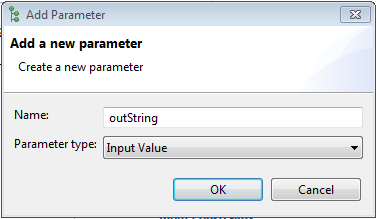 Add Parameter
Add a new parameter
Create a new parameter
Name: outString
Parameter type: Input Value
OK Cancel